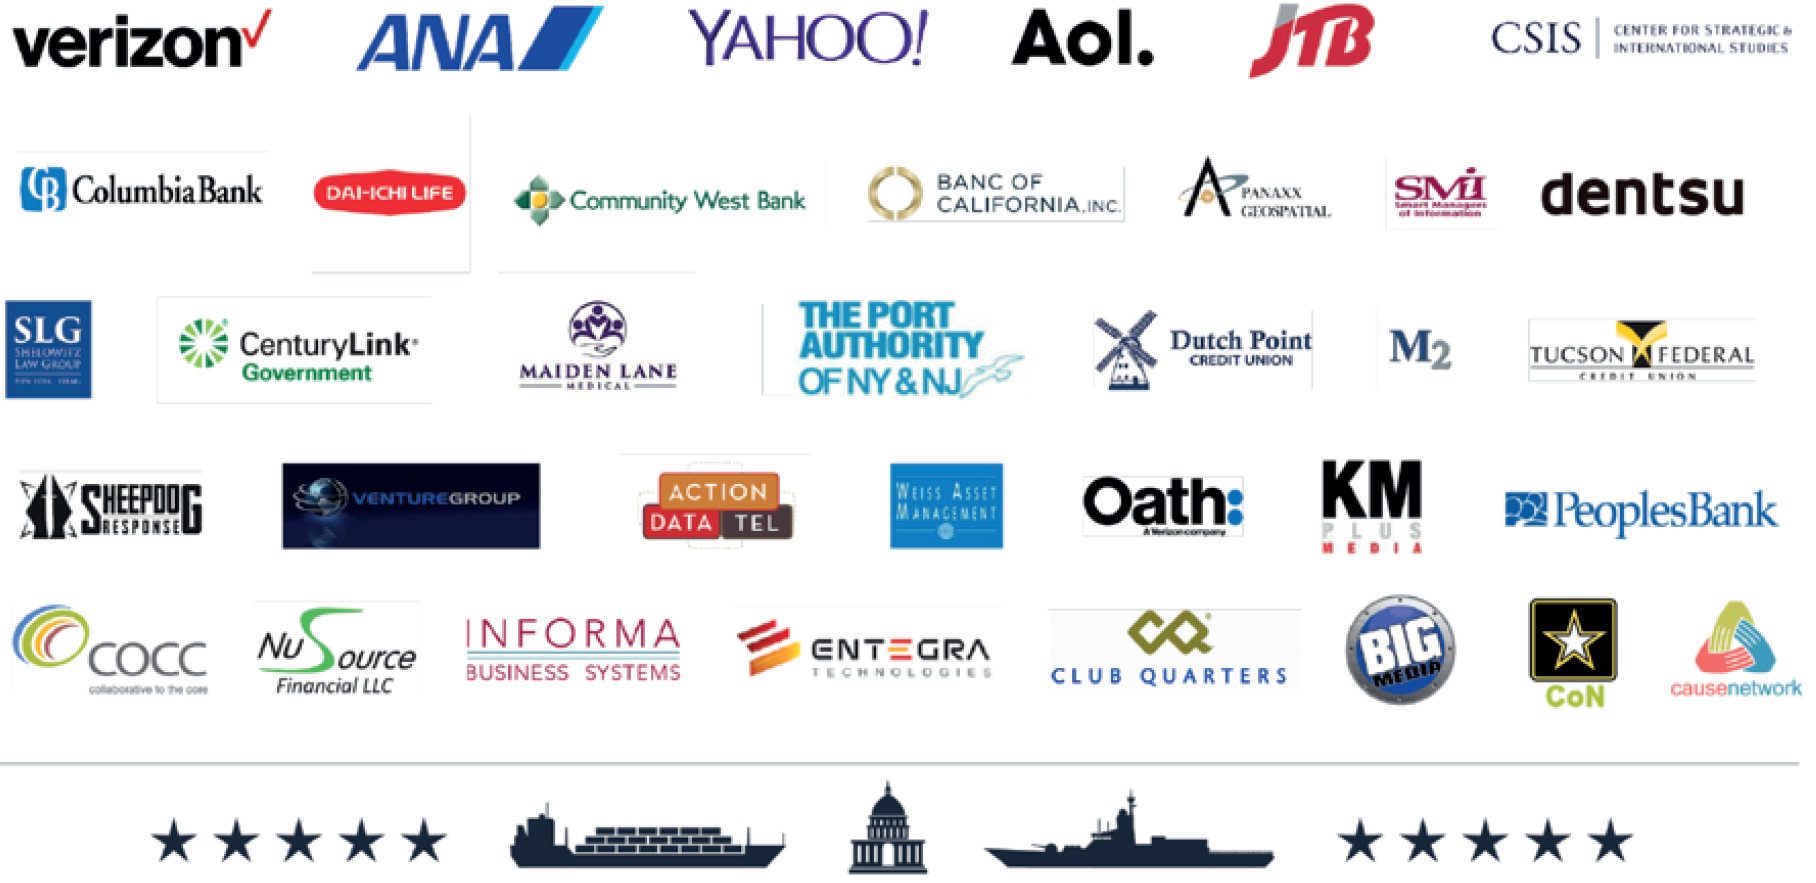 verizon
ANA
YAHOO!
Aol.
JTB
CSIS
CENTER FOR STRATEGIC &
INTERNATIONAL STUDIES
CB
Columbia Bank
DAI-ICHI LIFE
Community West Bank
BANC OF
CALIFORNIA, INC.
PANAXX
GEOSPATIAL
SMi
Smart Managers
of Information
dentsu
SLG
SHELOWITZ
LAW GROUP
CenturyLink®
Government
MAIDEN LANE
MEDICAL
THE PORT
AUTHORITY
OF NY & NJ
Dutch Point
CREDIT UNION
M2
TUCSON FEDERAL
CREDIT UNION
SHEEPDOG
RESPONSE
VENTUREGROUP
ACTION
DATA TEL
WEISS ASSET
MANAGEMENT
Oath:
A Verizon company
KM
PLUS
MEDIA
PeoplesBank
COCC
collaborative to the core
NuSource
Financial LLC
INFORMA
BUSINESS SYSTEMS
ENTEGRA
TECHNOLOGIES
CQ®
CLUB QUARTERS
BIG
MEDIA
CoN
causenetwork